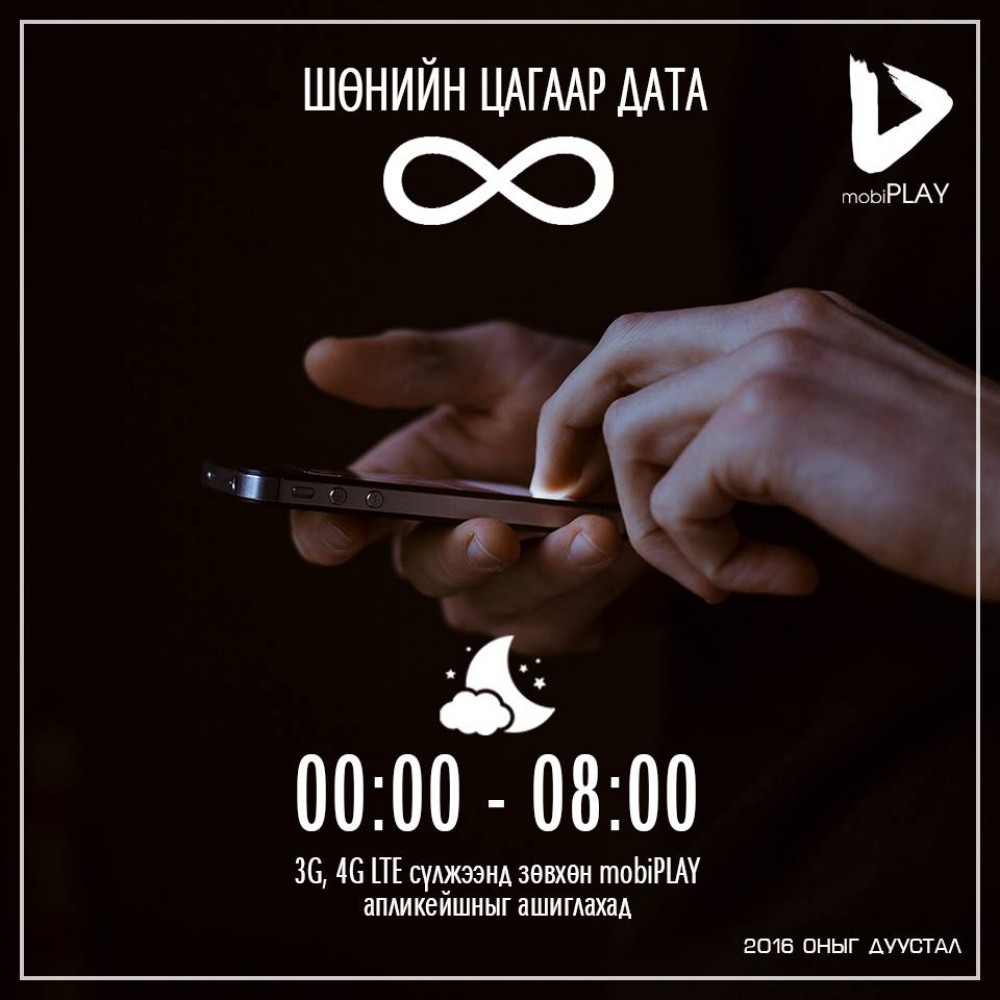 ШӨНИЙН ЦАГААР ДАТА
mobiPLAY
00:00 - 08:00
3G, 4G LTE сүлжээнд зөвхөн mobiPLAY
апликейшныг ашиглахад
2016 ОНЫГ ДУУСТАЛ